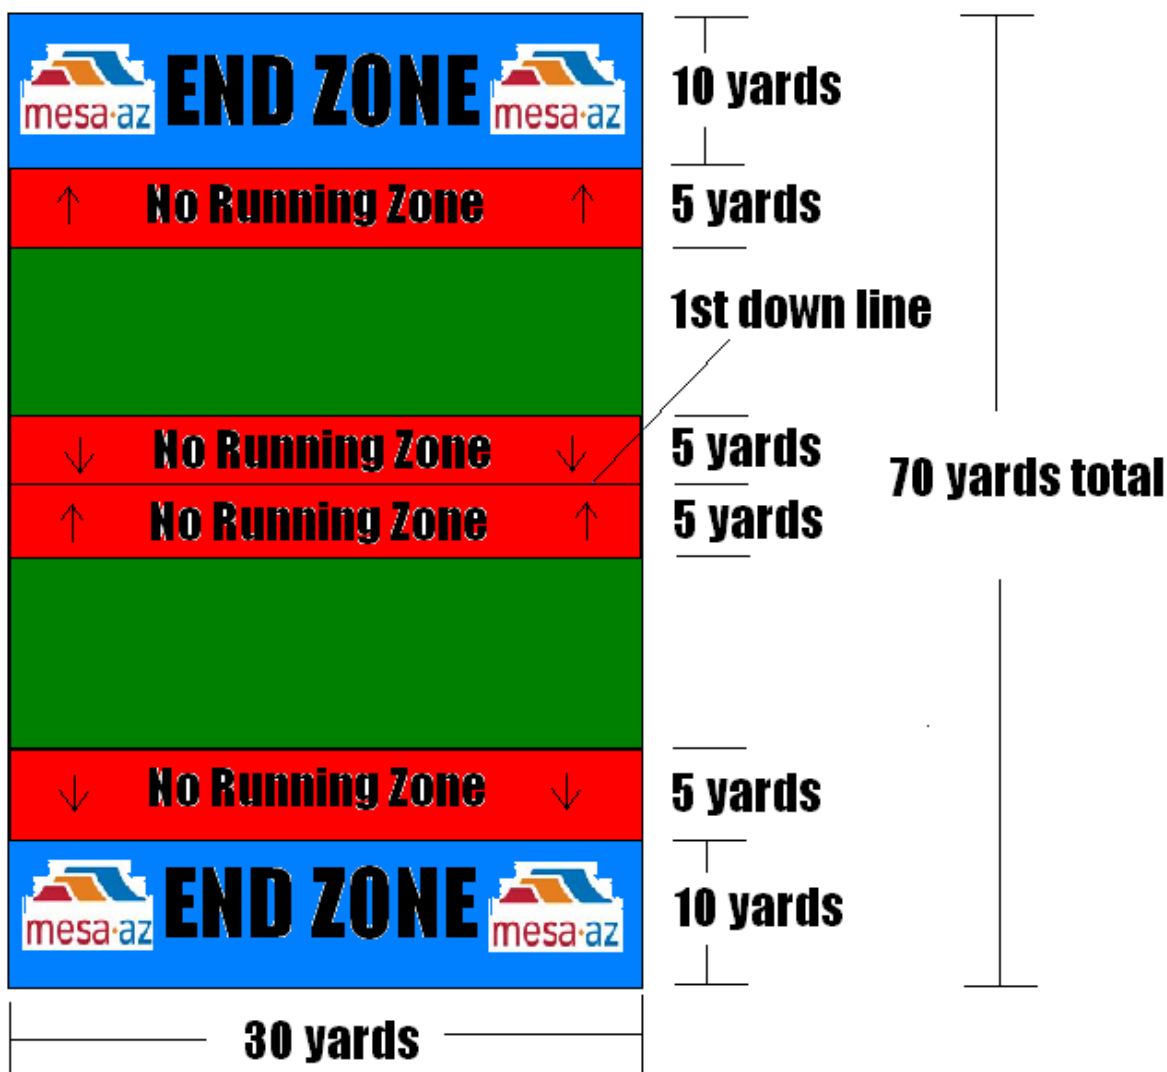 mesa·az END ZONE mesa·az
10 yards
No Running Zone
5 yards
1st down line
No Running Zone
5 yards
70 yards total
No Running Zone
5 yards
No Running Zone
5 yards
mesa·az END ZONE mesa·az
10 yards
30 yards